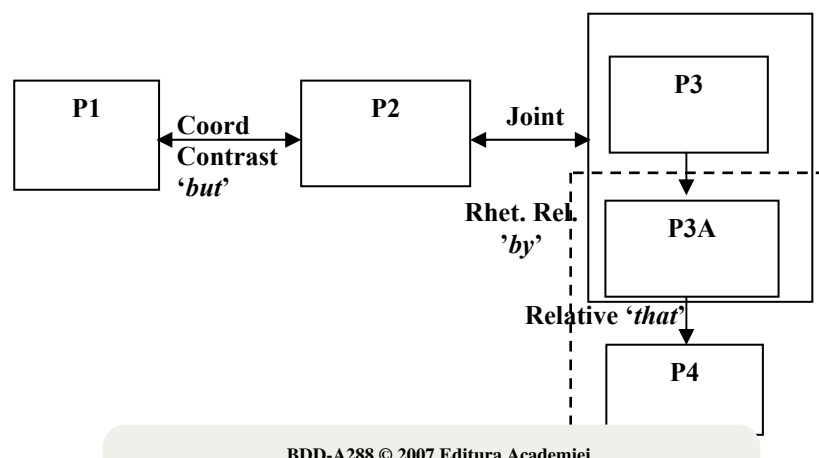 P1
Coord
Contrast
‘but’
P2
Joint
P3
Rhet. Rel.
’by’
P3A
Relative ‘that’
P4
BDD-A288 © 2007 Editura Academiei